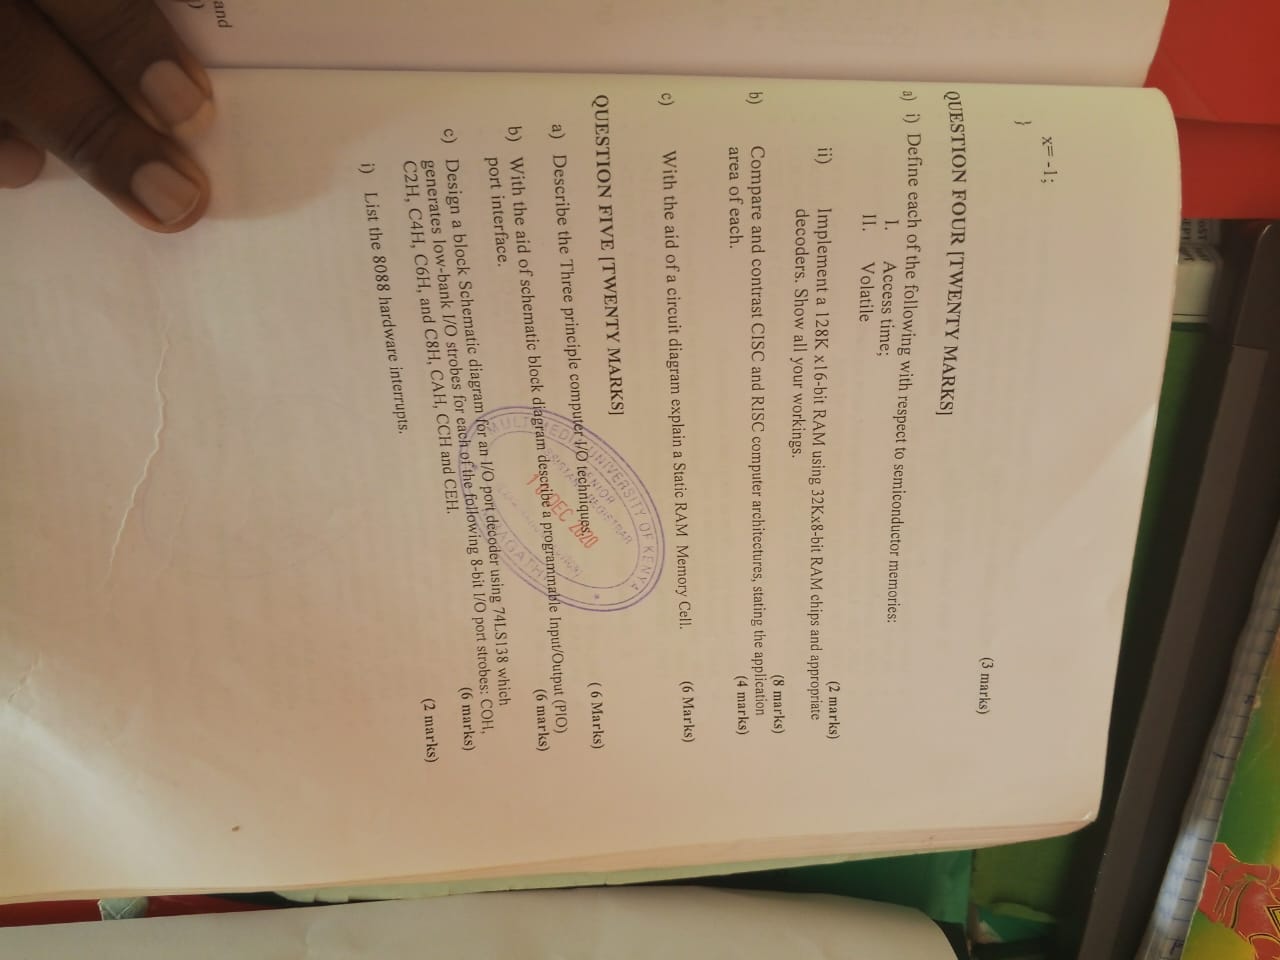 x= -1;
}
(3 marks)
QUESTION FOUR [TWENTY MARKS]
a) i) Define each of the following with respect to semiconductor memories:
I. Access time;
II. Volatile
(2 marks)
ii) Implement a 128K x16-bit RAM using 32Kx8-bit RAM chips and appropriate
decoders. Show all your workings.
(8 marks)
b) Compare and contrast CISC and RISC computer architectures, stating the application
area of each.
(4 marks)
c) With the aid of a circuit diagram explain a Static RAM Memory Cell.
(6 Marks)
QUESTION FIVE [TWENTY MARKS]
a) Describe the Three principle computer I/O techniques.
( 6 Marks)
b) With the aid of schematic block diagram describe a programmable Input/Output (PIO)
port interface.
(6 marks)
c) Design a block Schematic diagram for an I/O port decoder using 74LS138 which
generates low-bank I/O strobes for each of the following 8-bit I/O port strobes: COH,
C2H, C4H, C6H, and C8H, CAH, CCH and CEH.
(6 marks)
(2 marks)
i) List the 8088 hardware interrupts.
UNIVERSITY OF KENYA
DEC 2020
and
)